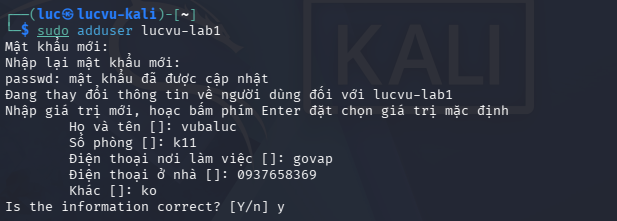 (luc㉿lucvu-kali)-[~]
$ sudo adduser lucvu-lab1
Mật khẩu mới:
Nhập lại mật khẩu mới:
passwd: mật khẩu đã được cập nhật
Đang thay đổi thông tin về người dùng đối với lucvu-lab1
Nhập giá trị mới, hoạc bấm phím Enter đặt chọn giá trị mặc định
Họ và tên []: vubaluc
Số phòng []: k11
Điện thoại nơi làm việc []: govap
Điện thoại ở nhà []: 0937658369
Khác []: ko
Is the information correct? [Y/n] y
KALI